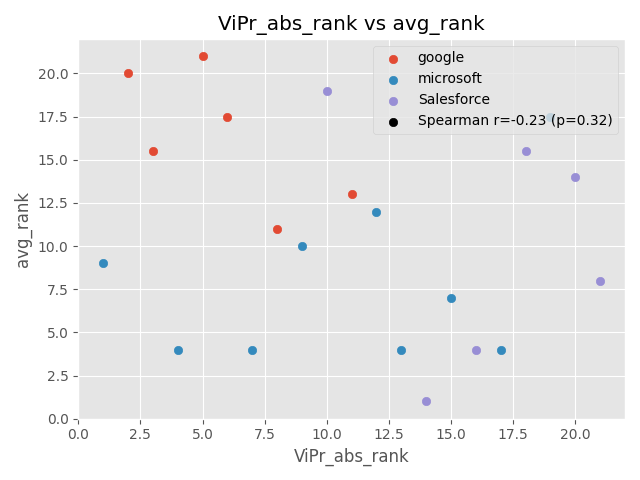 ViPr_abs_rank vs avg_rank
google
microsoft
Salesforce
Spearman r=-0.23 (p=0.32)
avg_rank
20.0
17.5
15.0
12.5
10.0
7.5
5.0
2.5
0.0
0.0 2.5 5.0 7.5 10.0 12.5 15.0 17.5 20.0
ViPr_abs_rank